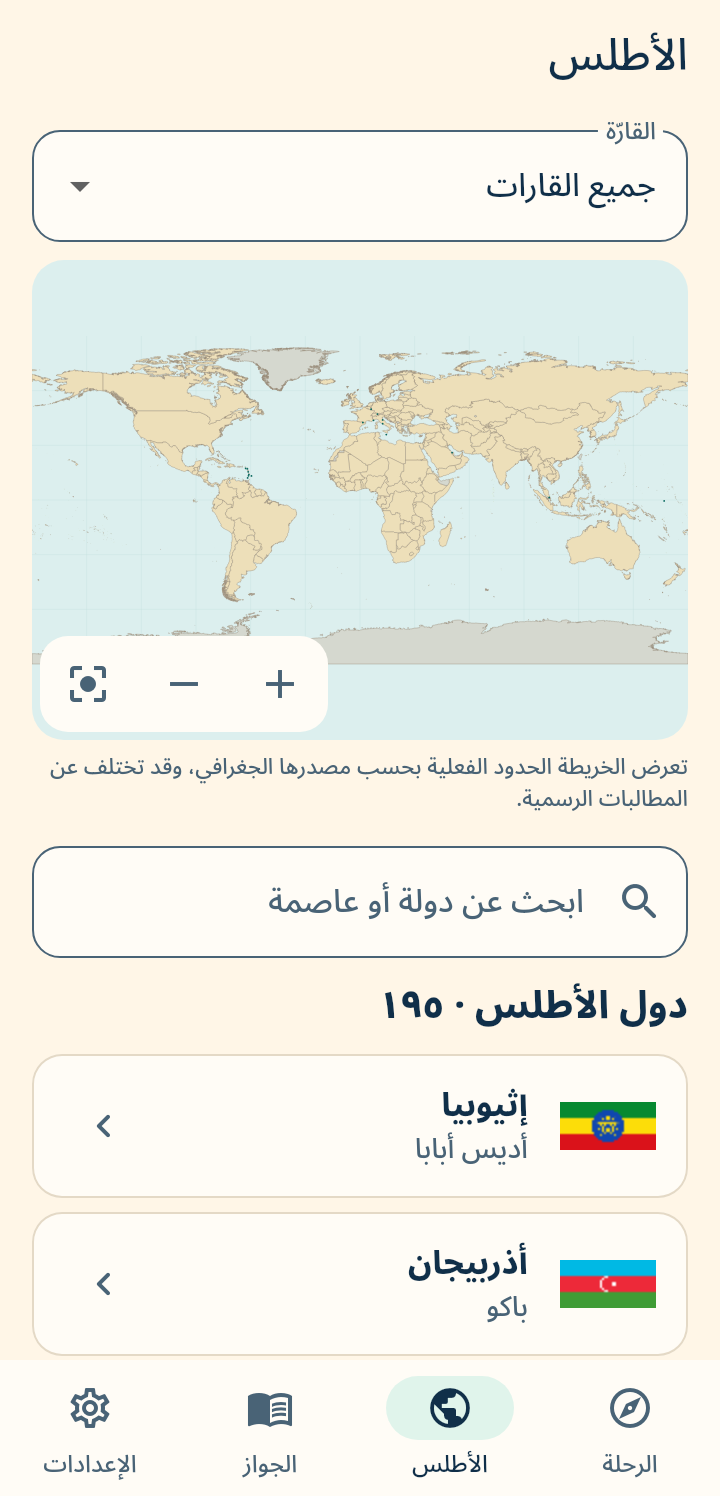 الأطلس
القارّة
جميع القارات
تعرض الخريطة الحدود الفعلية بحسب مصدرها الجغرافي، وقد تختلف عن
المطالبات الرسمية.
ابحث عن دولة أو عاصمة
دول الأطلس · ١٩٥
إثيوبيا
أديس أبابا
أذربيجان
باكو
الرحلة
الأطلس
الجواز
الإعدادات